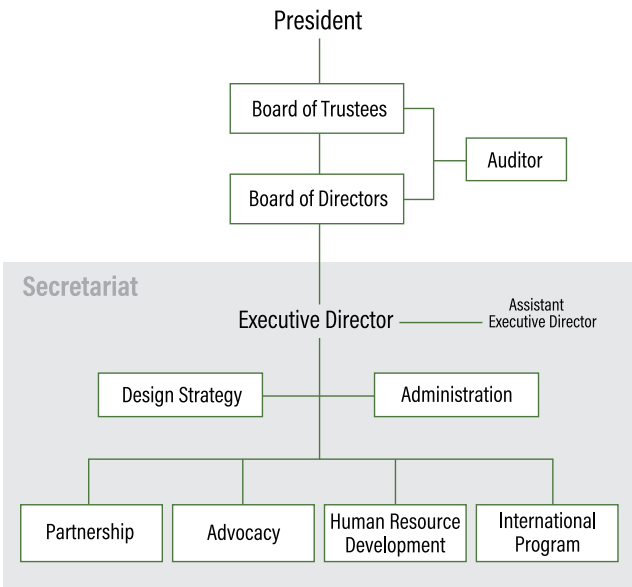 President
Board of Trustees
Auditor
Board of Directors
Secretariat
Executive Director
Assistant
Executive Director
Design Strategy
Administration
Partnership
Advocacy
Human Resource
Development
International
Program